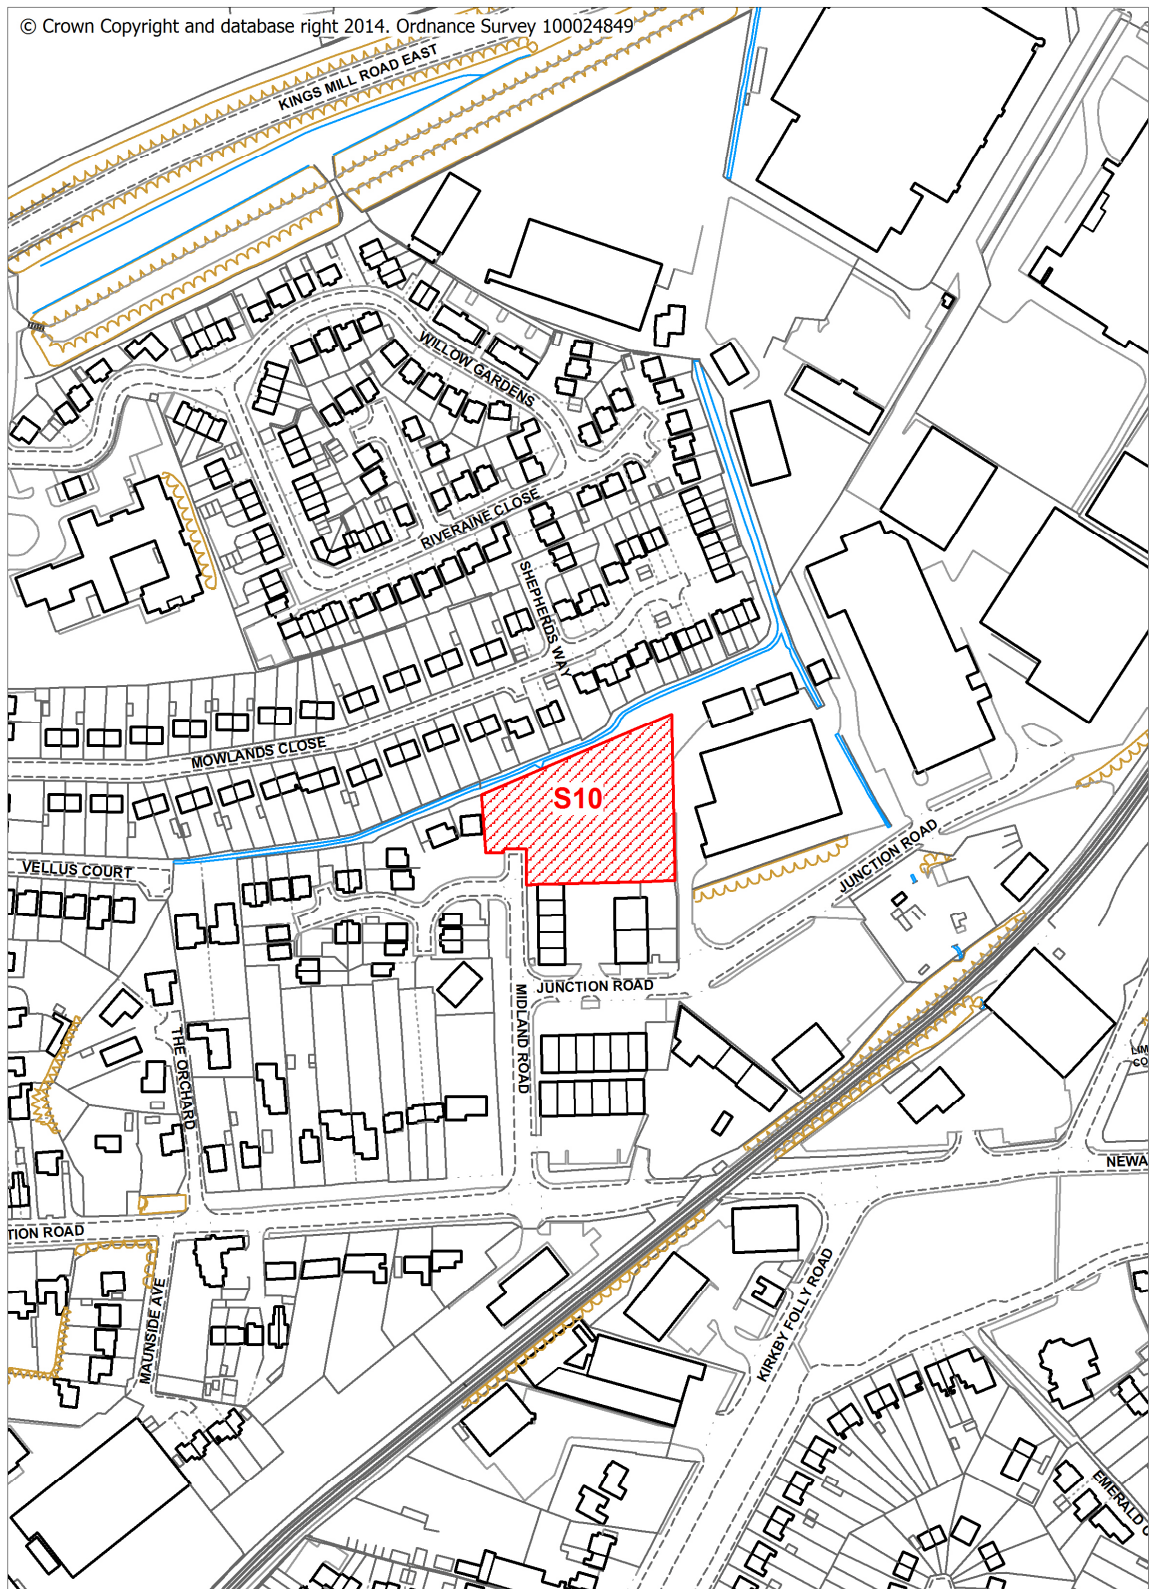 © Crown Copyright and database right 2014. Ordnance Survey 100024849
KINGS MILL ROAD EAST
WILLOW GARDENS
RIVERAINE CLOSE
SHEPHERDS WAY
MOWLANDS CLOSE
S10
JUNCTION ROAD
VELLUS COURT
JUNCTION ROAD
MIDLAND ROAD
THE ORCHARD
LIM
CO
NEWA
TION ROAD
MAUNSIDE AVE
KIRKBY FOLLY ROAD
EMERALD C